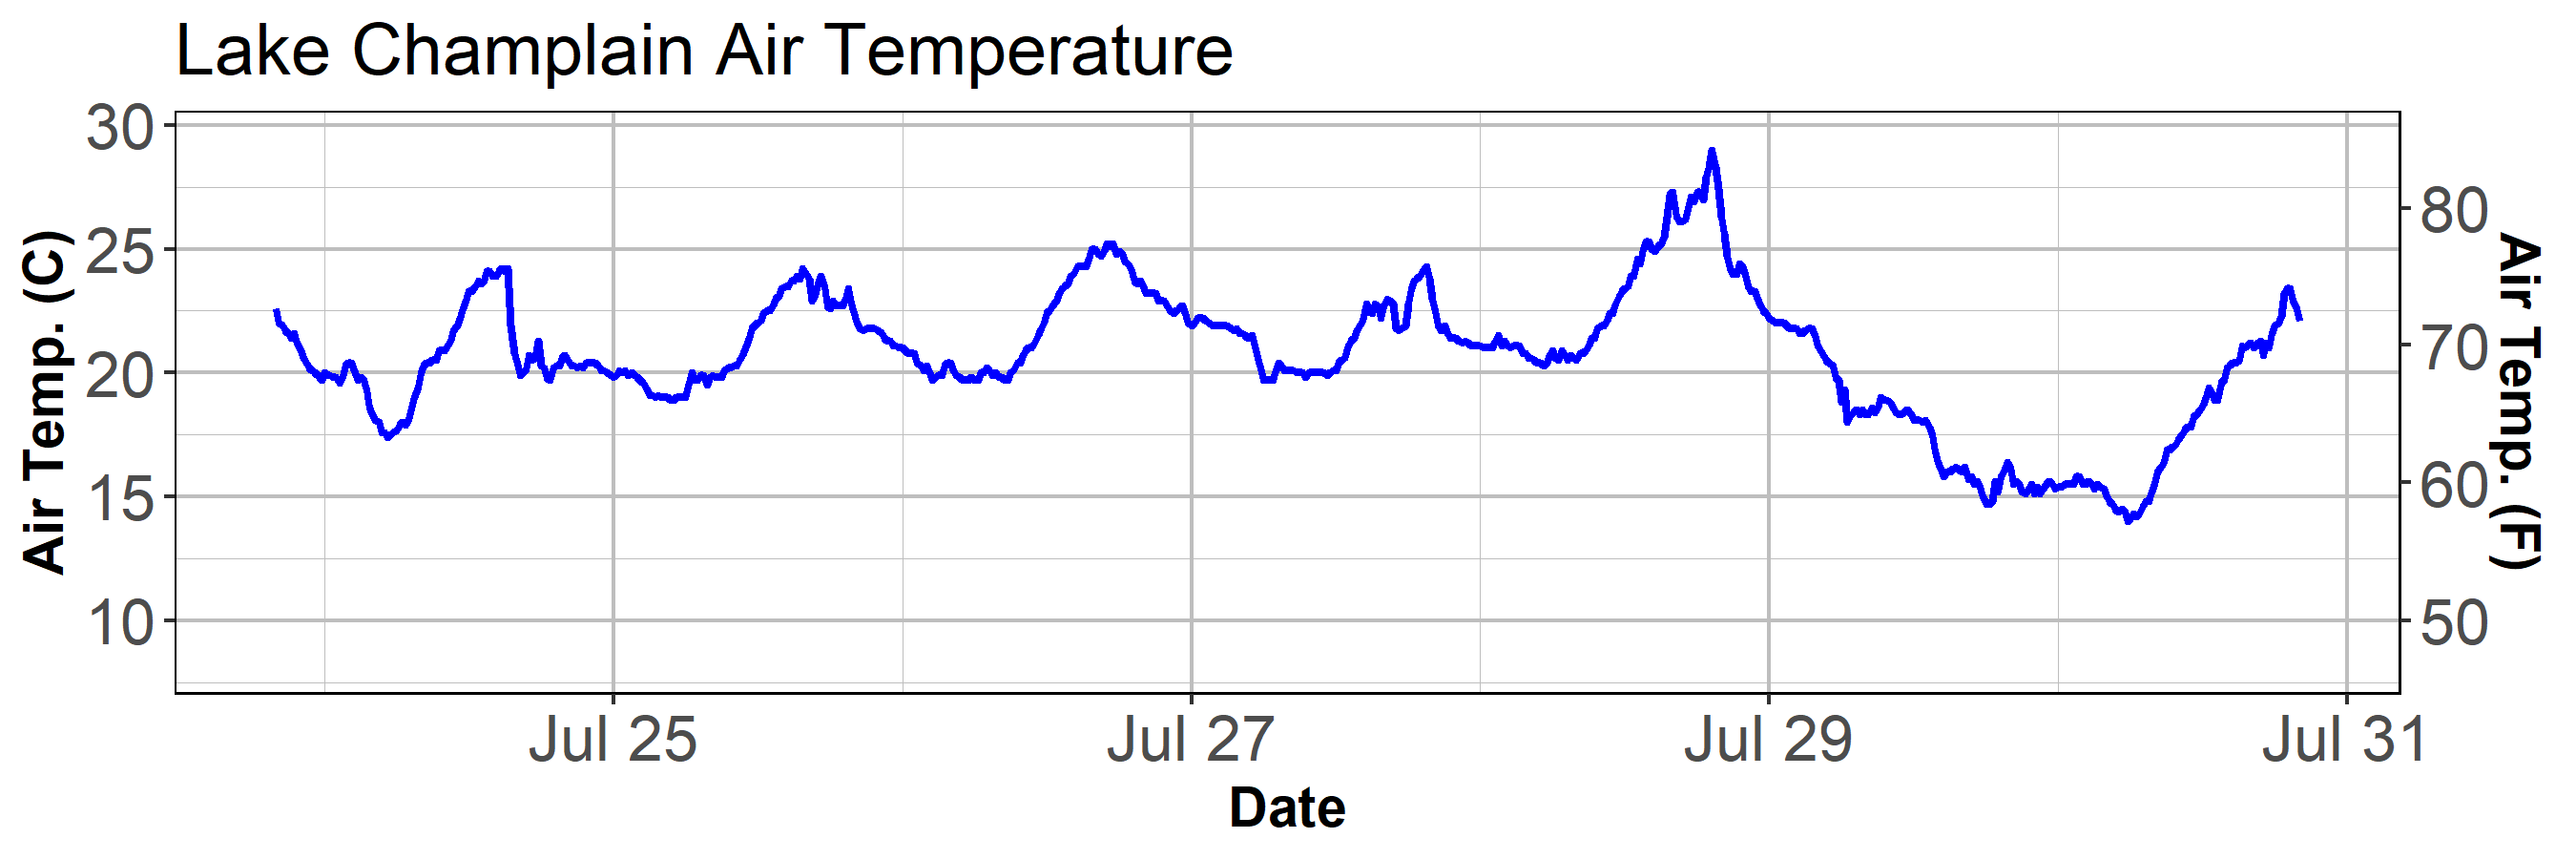 Lake Champlain Air Temperature
Air Temp. (C)
30
25
20
15
10
80
70
60
50
Air Temp. (F)
Jul 25
Jul 27
Jul 29
Jul 31
Date